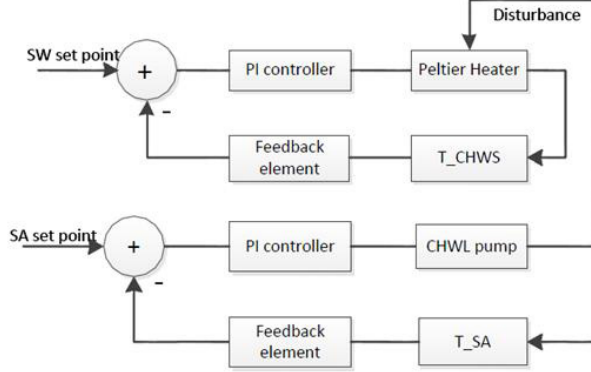 Disturbance
SW set point
+
PI controller
Peltier Heater
-
Feedback
element
T_CHWS
SA set point
+
PI controller
CHWL pump
-
Feedback
element
T_SA